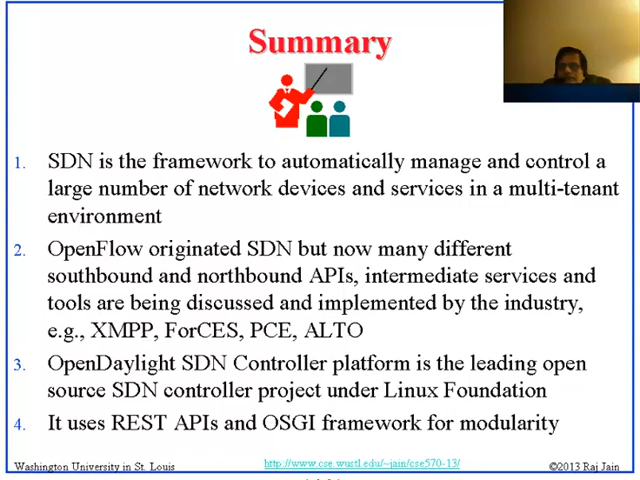 Summary
1. SDN is the framework to automatically manage and control a
large number of network devices and services in a multi-tenant
environment
2. OpenFlow originated SDN but now many different
southbound and northbound APIs, intermediate services and
tools are being discussed and implemented by the industry,
e.g., XMPP, ForCES, PCE, ALTO
3. OpenDaylight SDN Controller platform is the leading open
source SDN controller project under Linux Foundation
4. It uses REST APIs and OSGI framework for modularity
Washington University in St. Louis
http://www.cse.wustl.edu/~jain/cse570-13/
©2013 Raj Jain